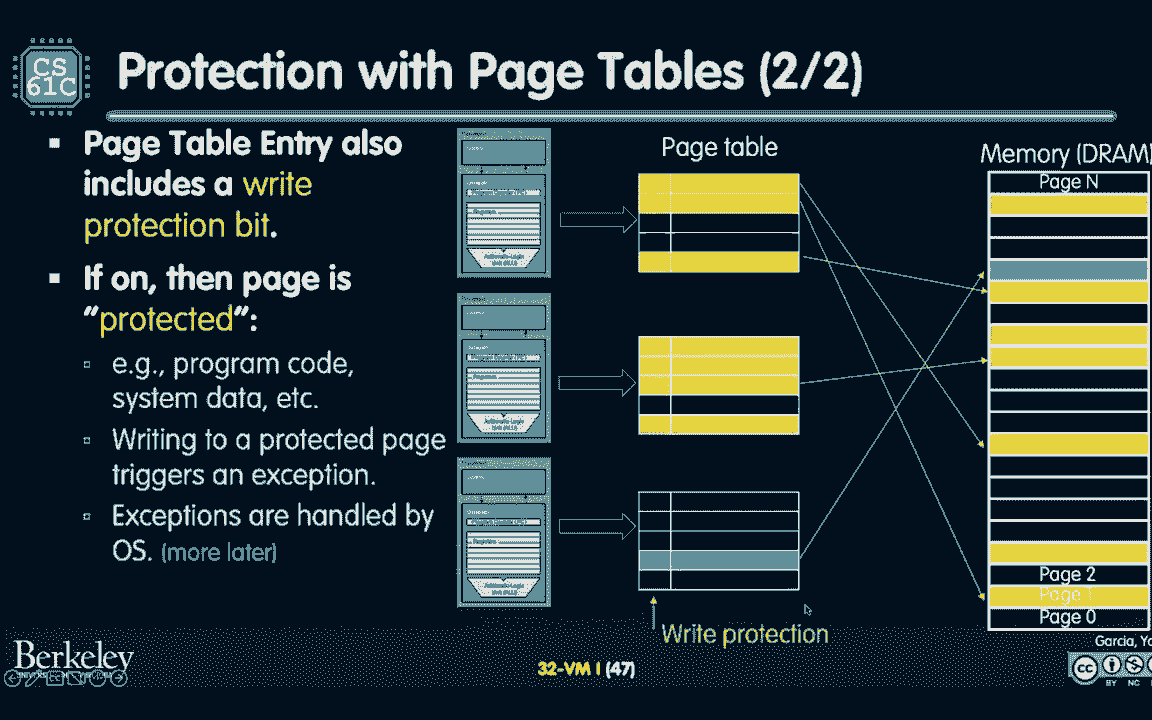 CS
61C
Protection with Page Tables (2/2)
▪ Page Table Entry also
includes a write
protection bit.
▪ If on, then page is
“protected”:
▫ e.g., program code,
system data, etc.
▫ Writing to a protected page
triggers an exception.
▫ Exceptions are handled by
OS. (more later)
Page table
Write protection
Memory (DRAM)
Page N
Page 2
Page 1
Page 0
Garcia,
Berkeley
32-VM I (47)
cc
BY NC